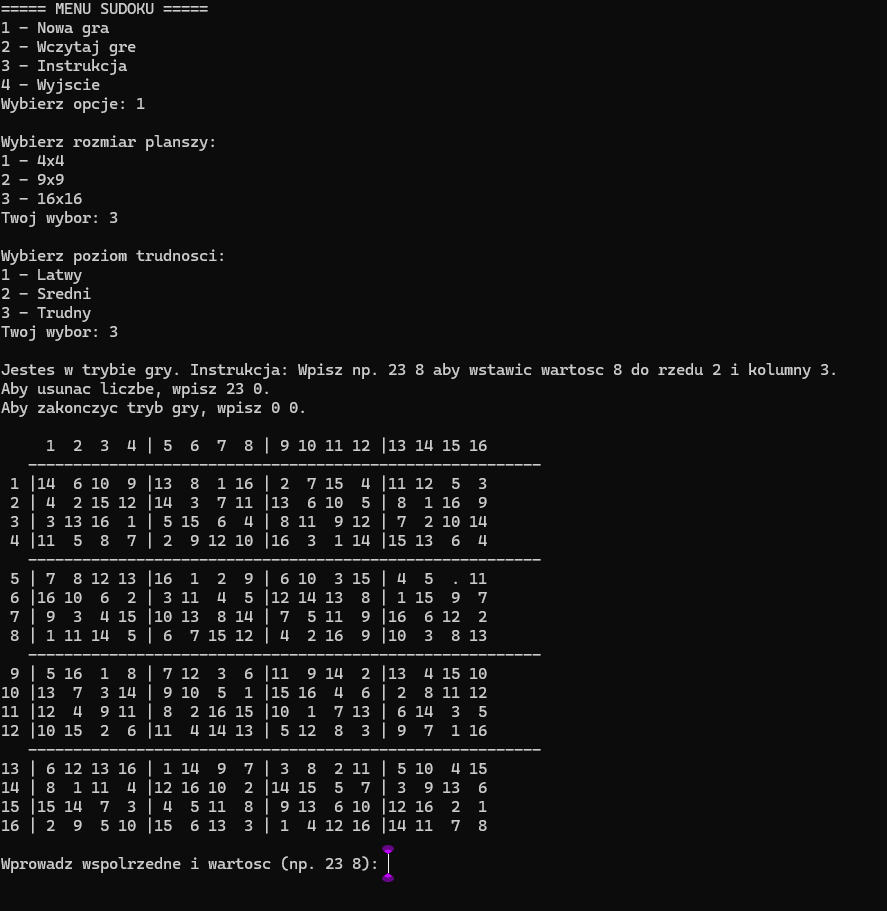 ===== MENU SUDOKU =====
1 - Nowa gra
2 - Wczytaj gre
3 - Instrukcja
4 - Wyjscie
Wybierz opcje: 1

Wybierz rozmiar planszy:
1 - 4x4
2 - 9x9
3 - 16x16
Twoj wybor: 3

Wybierz poziom trudnosci:
1 - Latwy
2 - Sredni
3 - Trudny
Twoj wybor: 3

Jestes w trybie gry. Instrukcja: Wpisz np. 23 8 aby wstawic wartosc 8 do rzedu 2 i kolumny 3.
Aby usunac liczbe, wpisz 23 0.
Aby zakonczyc tryb gry, wpisz 0 0.

     1  2  3  4 | 5  6  7  8 | 9 10 11 12 |13 14 15 16
   ---------------------------------------------------------
 1 |14  6 10  9 |13  8  1 16 | 2  7 15  4 |11 12  5  3
 2 | 4  2 15 12 |14  3  7 11 |13  6 10  5 | 8  1 16  9
 3 | 3 13 16  1 | 5 15  6  4 | 8 11  9 12 | 7  2 10 14
 4 |11  5  8  7 | 2  9 12 10 |16  3  1 14 |15 13  6  4
   ---------------------------------------------------------
 5 | 7  8 12 13 |16  1  2  9 | 6 10  3 15 | 4  5  . 11
 6 |16 10  6  2 | 3 11  4  5 |12 14 13  8 | 1 15  9  7
 7 | 9  3  4 15 |10 13  8 14 | 7  5 11  9 |16  6 12  2
 8 | 1 11 14  5 | 6  7 15 12 | 4  2 16  9 |10  3  8 13
   ---------------------------------------------------------
 9 | 5 16  1  8 | 7 12  3  6 |11  9 14  2 |13  4 15 10
10 |13  7  3 14 | 9 10  5  1 |15 16  4  6 | 2  8 11 12
11 |12  4  9 11 | 8  2 16 15 |10  1  7 13 | 6 14  3  5
12 |10 15  2  6 |11  4 14 13 | 5 12  8  3 | 9  7  1 16
   ---------------------------------------------------------
13 | 6 12 13 16 | 1 14  9  7 | 3  8  2 11 | 5 10  4 15
14 | 8  1 11  4 |12 16 10  2 |14 15  5  7 | 3  9 13  6
15 |15 14  7  3 | 4  5 11  8 | 9 13  6 10 |12 16  2  1
16 | 2  9  5 10 |15  6 13  3 | 1  4 12 16 |14 11  7  8

Wprowadz wspolrzedne i wartosc (np. 23 8):